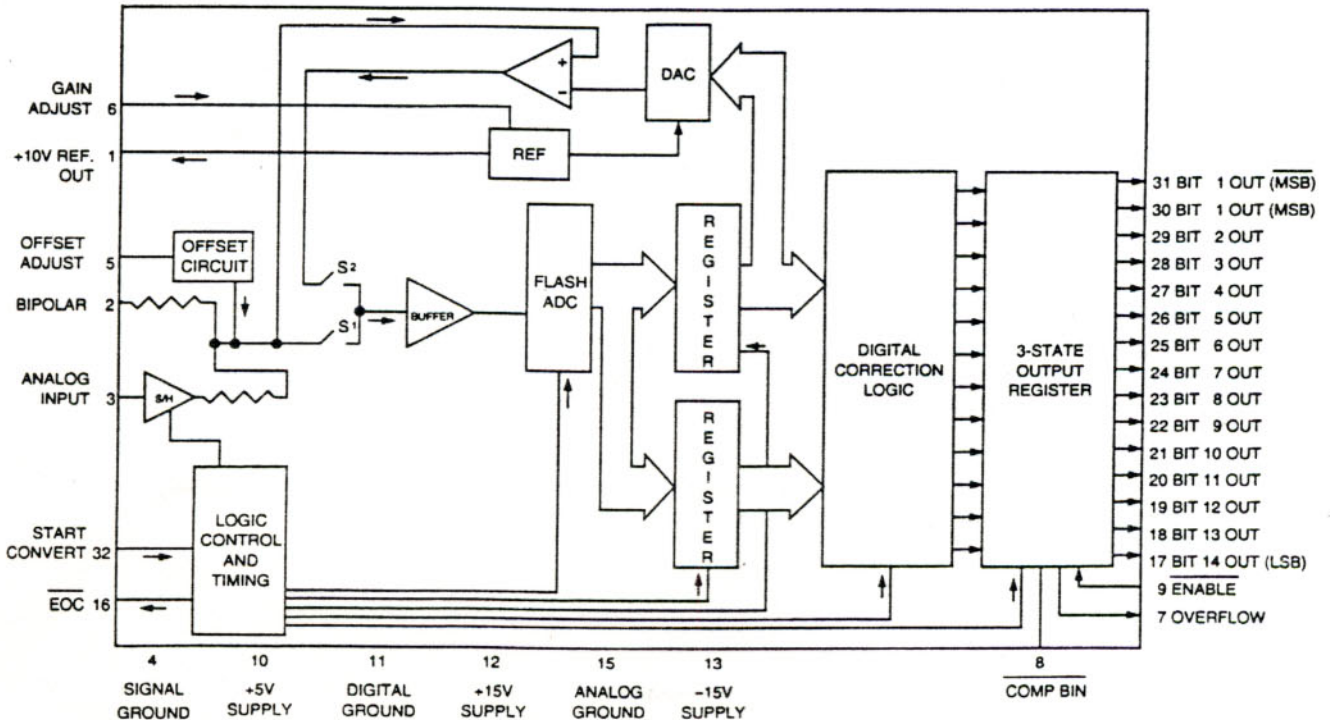 GAIN
ADJUST 6
+10V REF. 1
OUT
OFFSET
ADJUST 5
BIPOLAR 2
ANALOG
INPUT 3
START
CONVERT 32
EOC 16
+
−
DAC
REF
OFFSET
CIRCUIT
S2
S1
BUFFER
S/H
FLASH
ADC
REGISTER
REGISTER
LOGIC
CONTROL
AND
TIMING
DIGITAL
CORRECTION
LOGIC
3-STATE
OUTPUT
REGISTER
31 BIT 1 OUT (MSB)
30 BIT 1 OUT (MSB)
29 BIT 2 OUT
28 BIT 3 OUT
27 BIT 4 OUT
26 BIT 5 OUT
25 BIT 6 OUT
24 BIT 7 OUT
23 BIT 8 OUT
22 BIT 9 OUT
21 BIT 10 OUT
20 BIT 11 OUT
19 BIT 12 OUT
18 BIT 13 OUT
17 BIT 14 OUT (LSB)
9 ENABLE
7 OVERFLOW
4 10 11 12 15 13 8
SIGNAL +5V DIGITAL +15V ANALOG −15V COMP BIN
GROUND SUPPLY GROUND SUPPLY GROUND SUPPLY